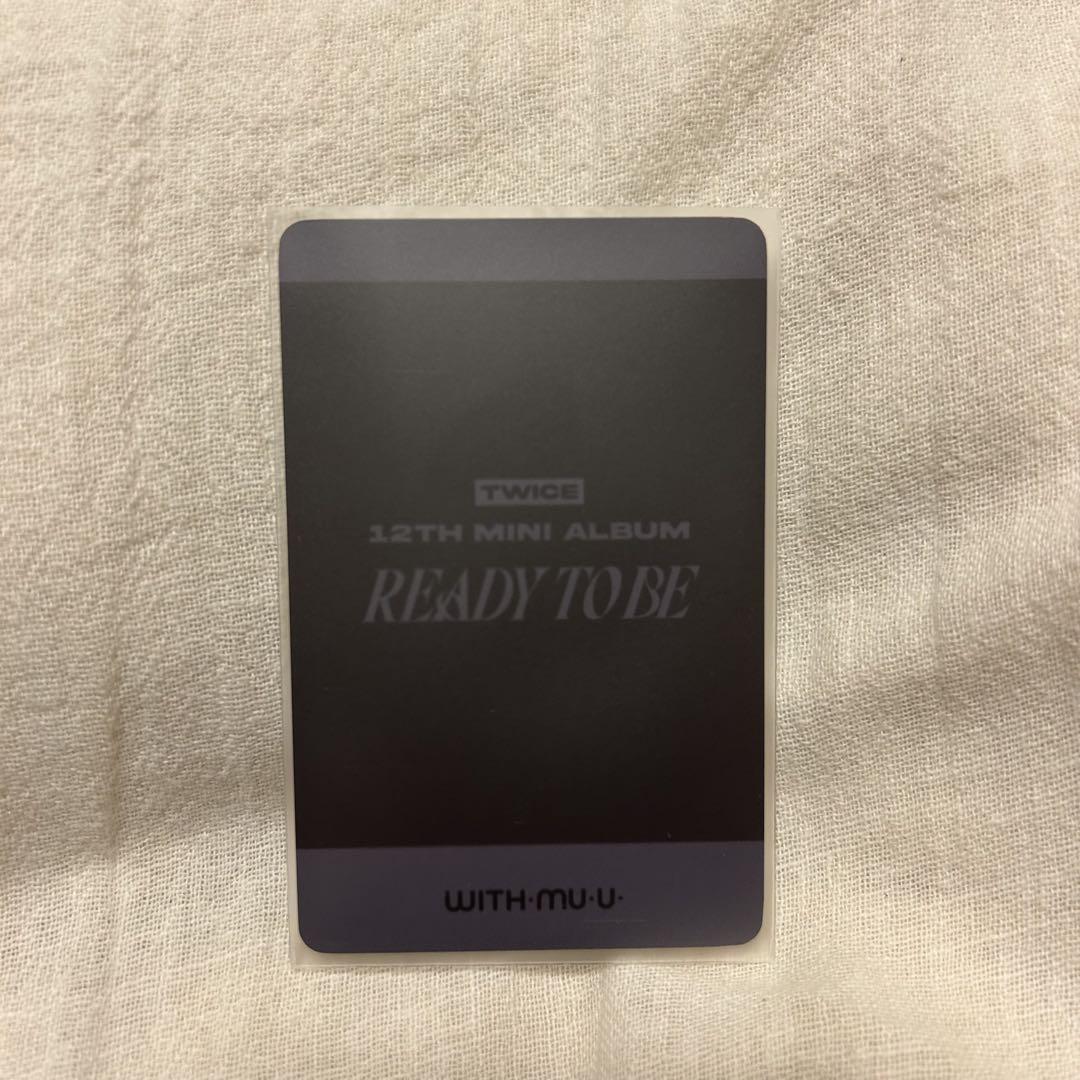 TWICE
12TH MINI ALBUM
READY TO BE
WITH·MU·U·